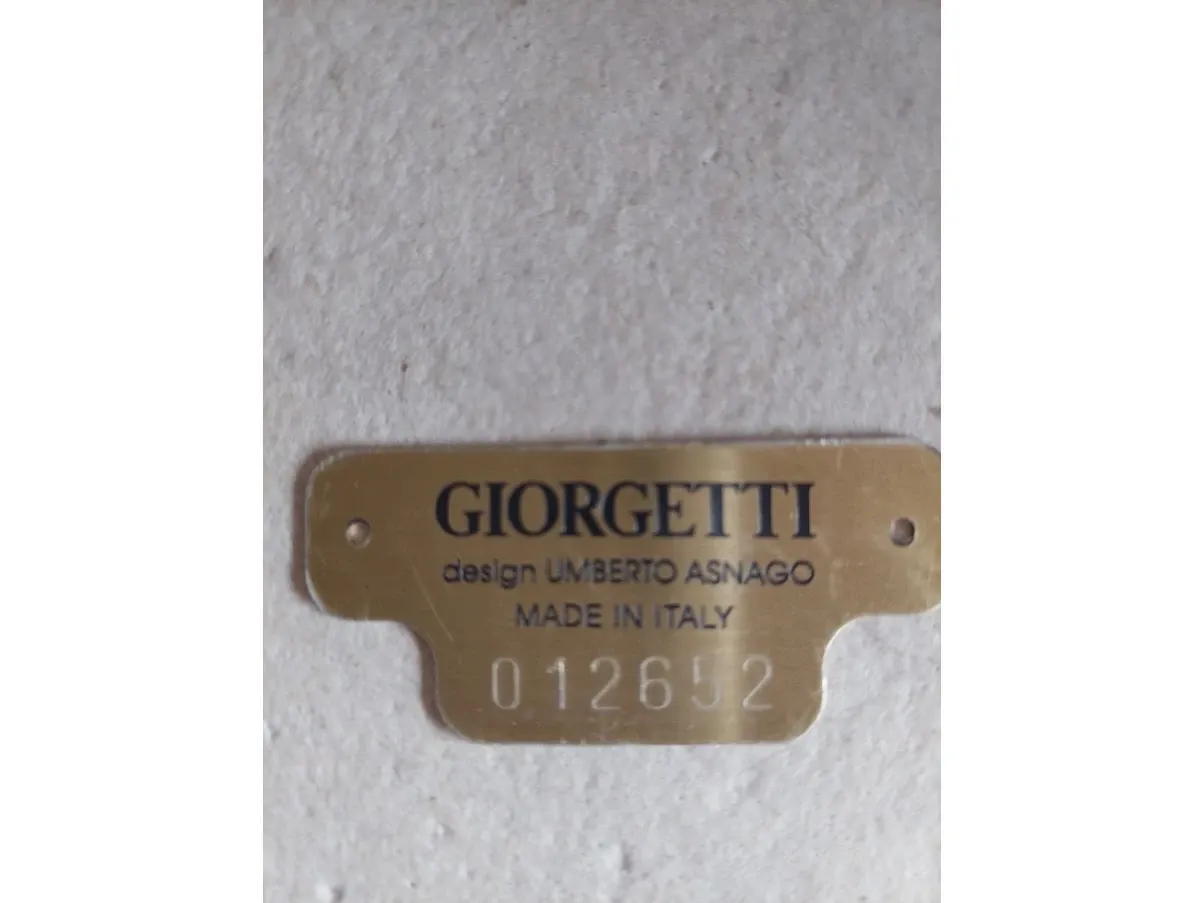 GIORGETTI
design UMBERTO ASNAGO
MADE IN ITALY
012652